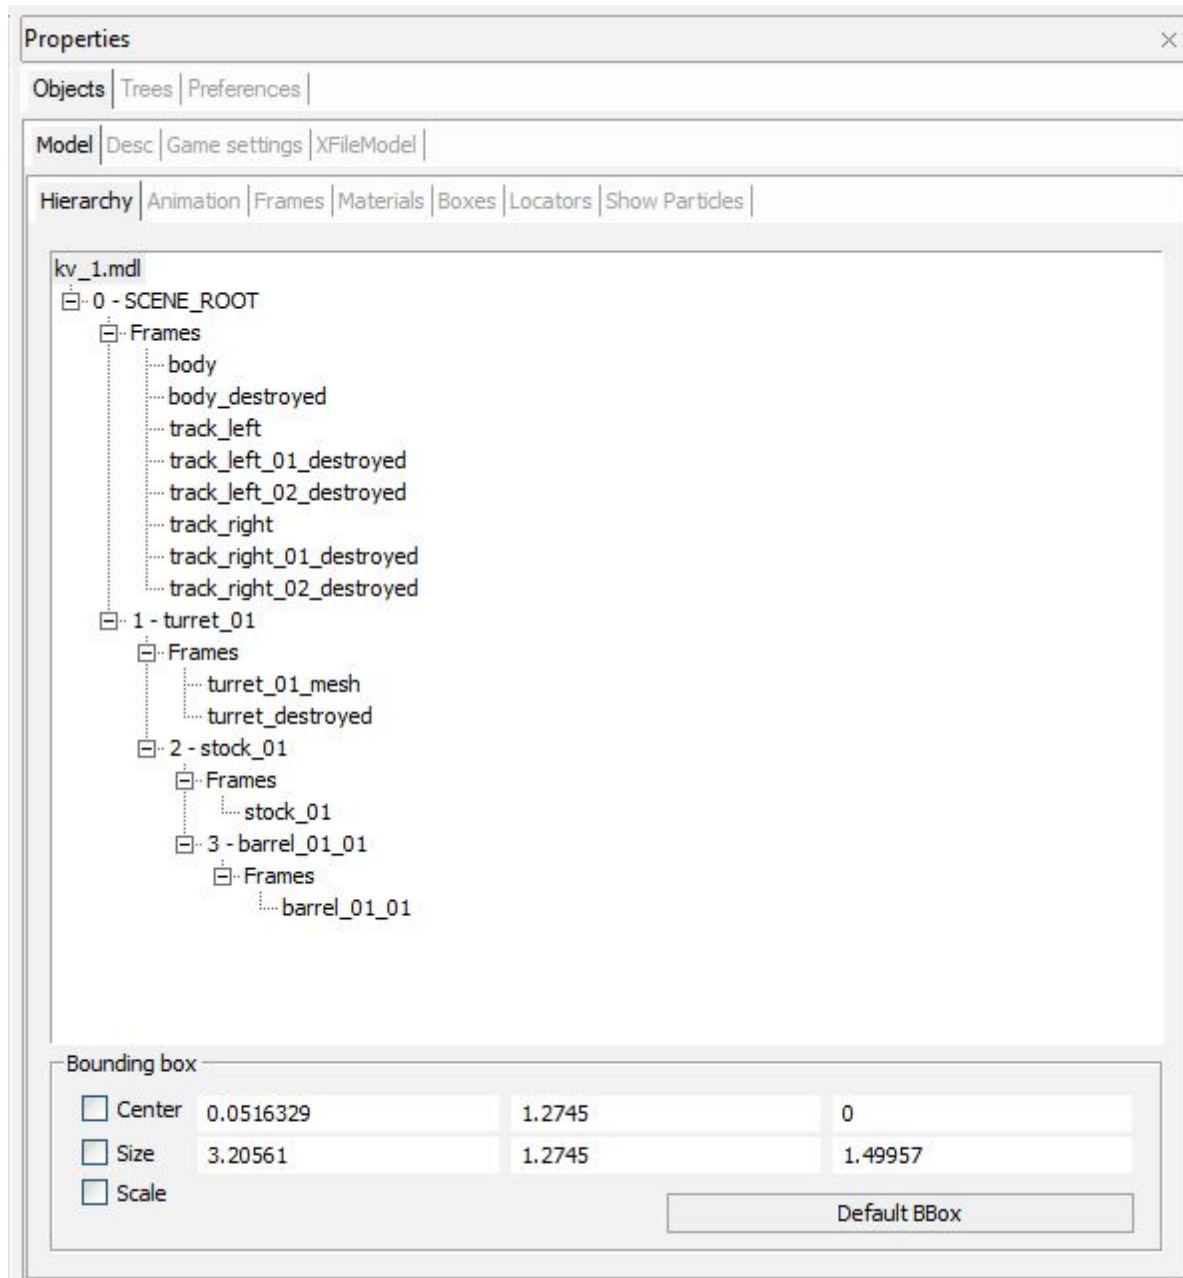 Properties
Objects Trees Preferences
Model Desc Game settings XFileModel
Hierarchy Animation Frames Materials Boxes Locators Show Particles
kv_1.mdl
0 - SCENE_ROOT
Frames
body
body_destroyed
track_left
track_left_01_destroyed
track_left_02_destroyed
track_right
track_right_01_destroyed
track_right_02_destroyed
1 - turret_01
Frames
turret_01_mesh
turret_destroyed
2 - stock_01
Frames
stock_01
3 - barrel_01_01
Frames
barrel_01_01
Bounding box
Center 0.0516329 1.2745 0
Size 3.20561 1.2745 1.49957
Scale
Default BBox